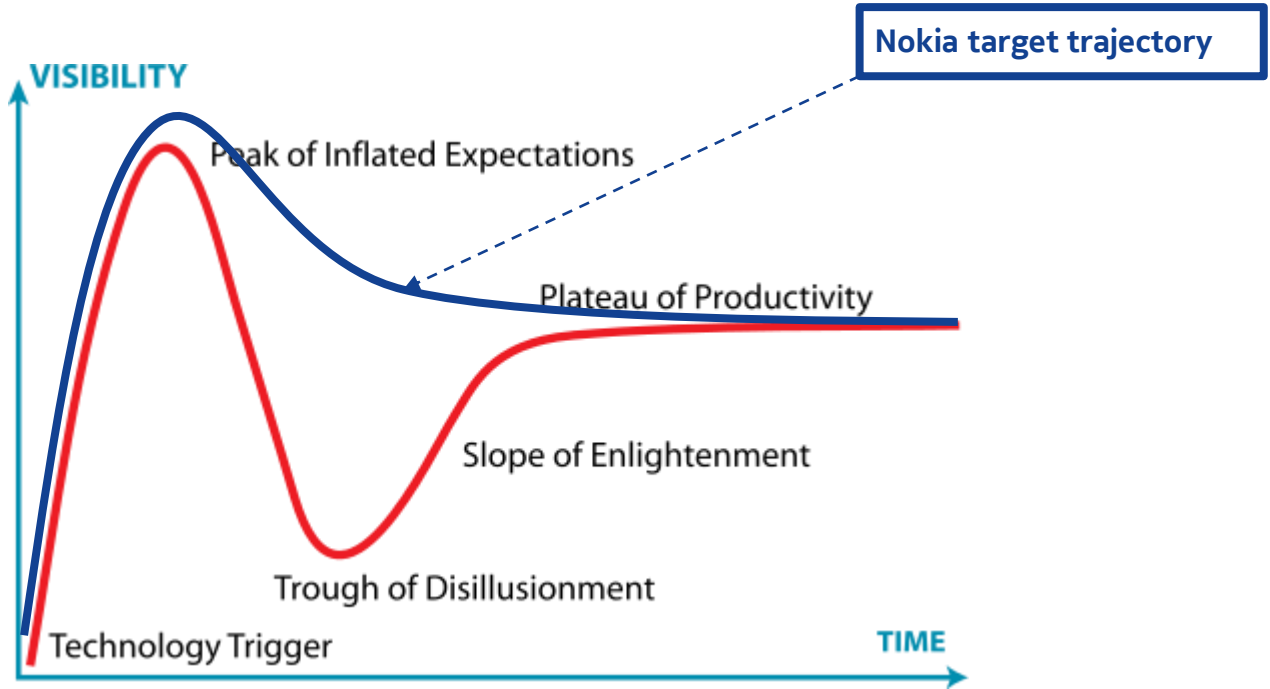 Nokia target trajectory
VISIBILITY
Peak of Inflated Expectations
Plateau of Productivity
Slope of Enlightenment
Trough of Disillusionment
Technology Trigger
TIME